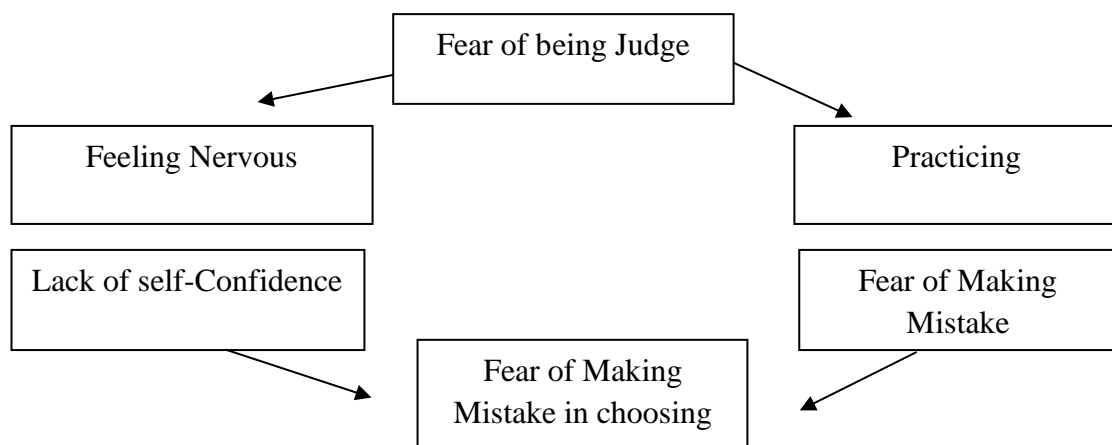 Fear of being Judge
Feeling Nervous
Practicing
Lack of self-Confidence
Fear of Making
Mistake
Fear of Making
Mistake in choosing